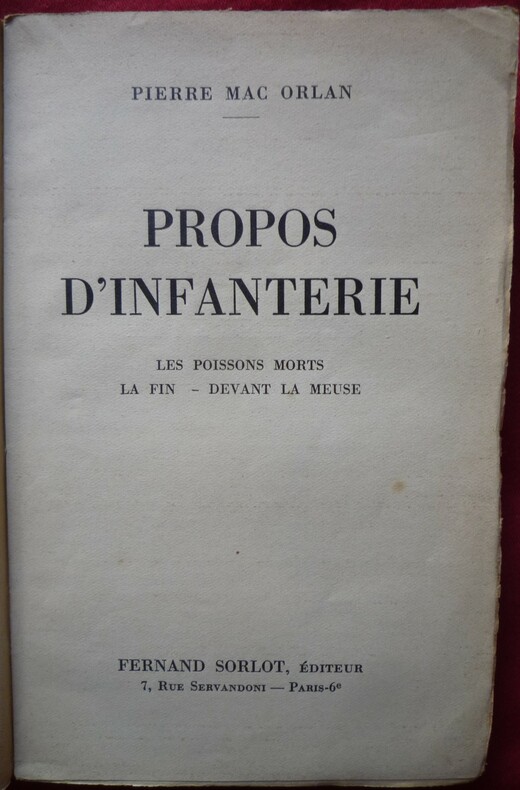 PIERRE MAC ORLAN
PROPOS
D'INFANTERIE
LES POISSONS MORTS
LA FIN - DEVANT LA MEUSE
FERNAND SORLOT, ÉDITEUR
7, RUE SERVANDONI — PARIS-6e